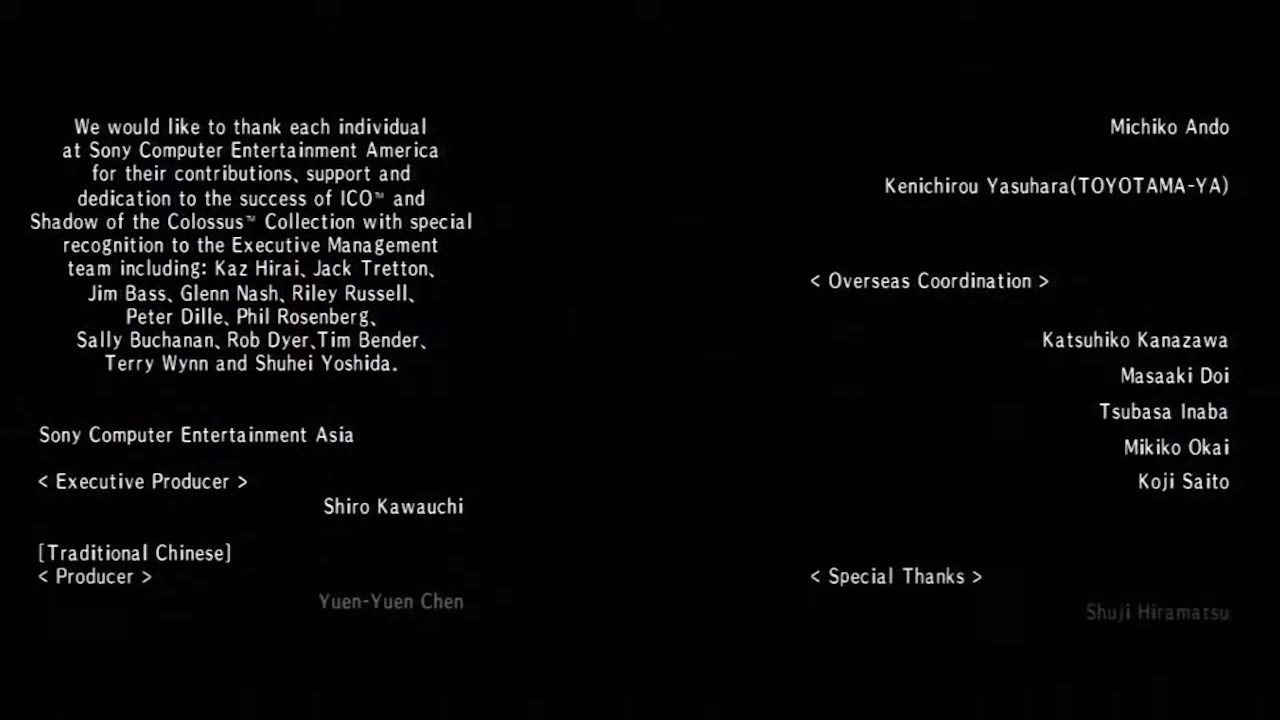 We would like to thank each individual
at Sony Computer Entertainment America
for their contributions、support and
dedication to the success of ICO™ and
Shadow of the Colossus™ Collection with special
recognition to the Executive Management
team including: Kaz Hirai、Jack Tretton、
Jim Bass、Glenn Nash、Riley Russell、
Peter Dille、Phil Rosenberg、
Sally Buchanan、Rob Dyer、Tim Bender、
Terry Wynn and Shuhei Yoshida.
Sony Computer Entertainment Asia
< Executive Producer >
Shiro Kawauchi
[Traditional Chinese]
< Producer >
Yuen-Yuen Chen
Michiko Ando
Kenichirou Yasuhara(TOYOTAMA-YA)
< Overseas Coordination >
Katsuhiko Kanazawa
Masaaki Doi
Tsubasa Inaba
Mikiko Okai
Koji Saito
< Special Thanks >
Shuji Hiramatsu